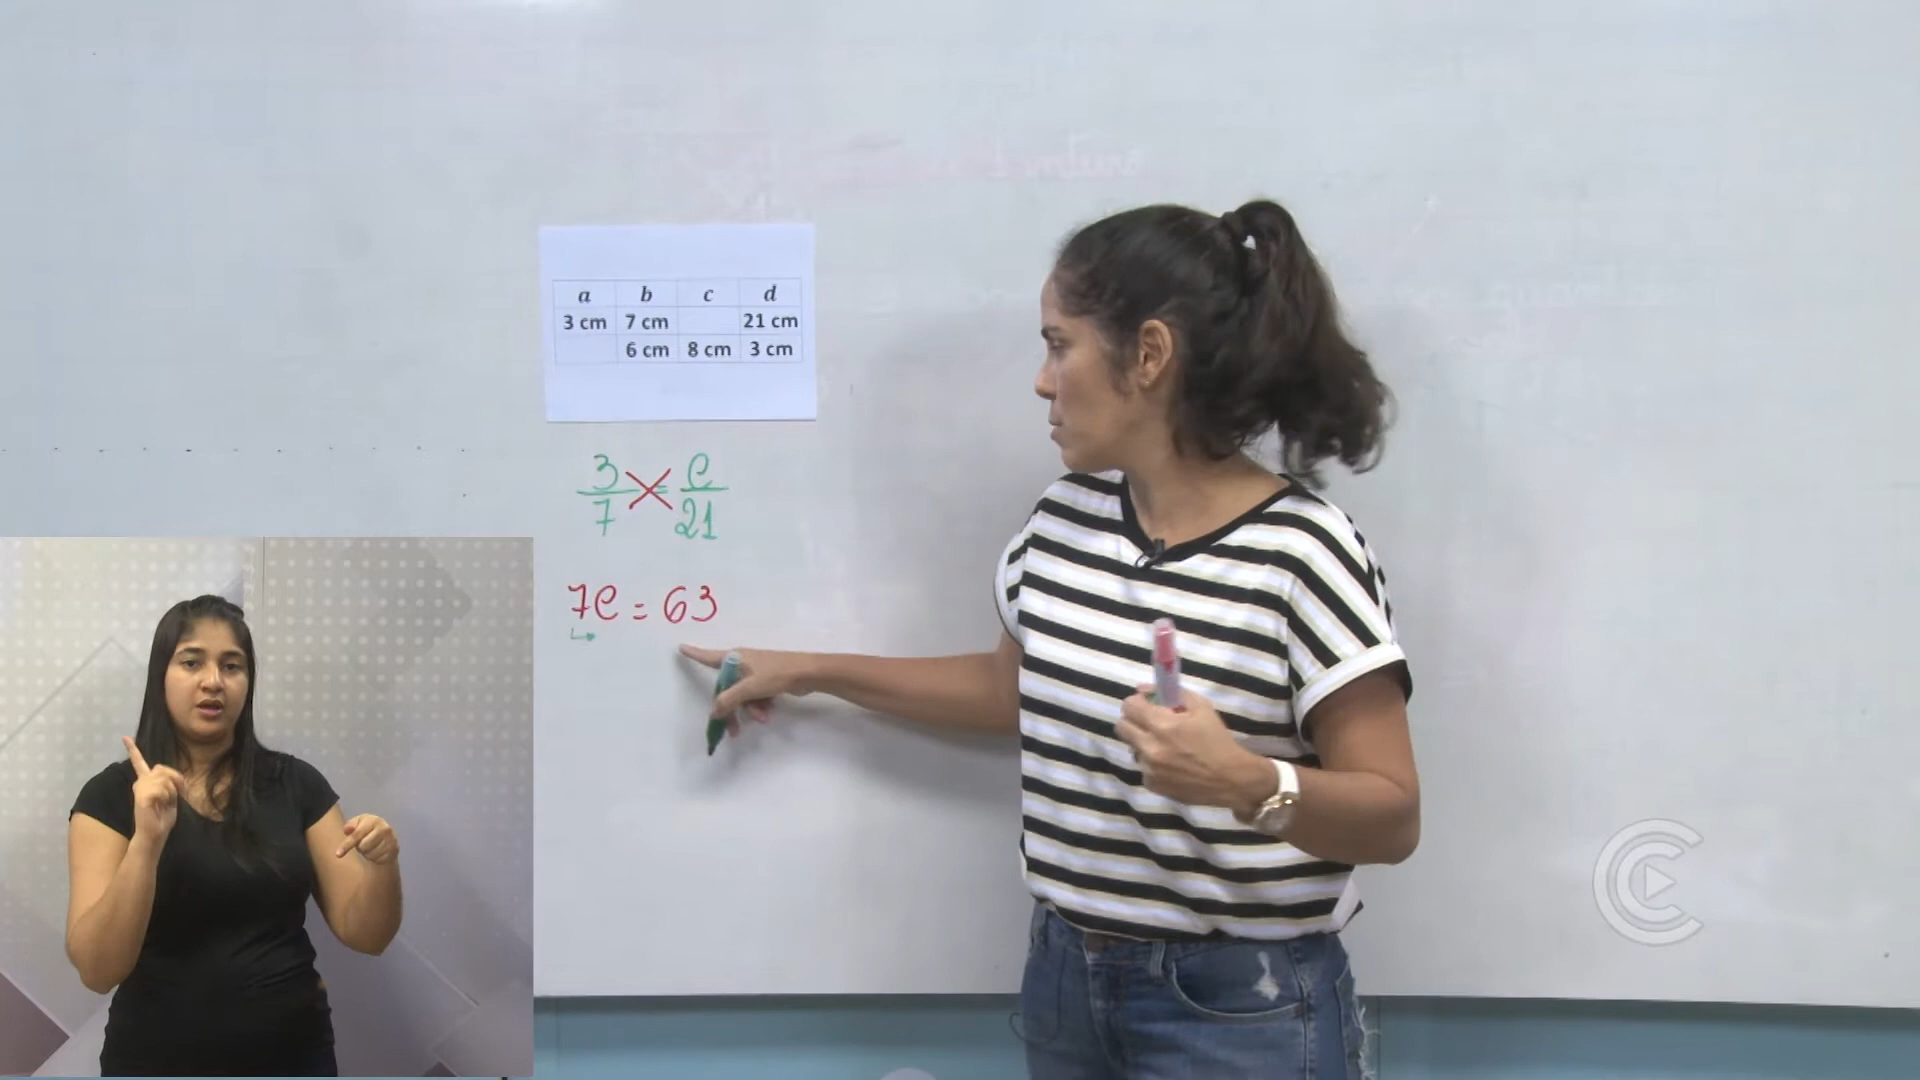 a b c d
3 cm 7 cm 21 cm
6 cm 8 cm 3 cm
3/7 = c/21
7c = 63